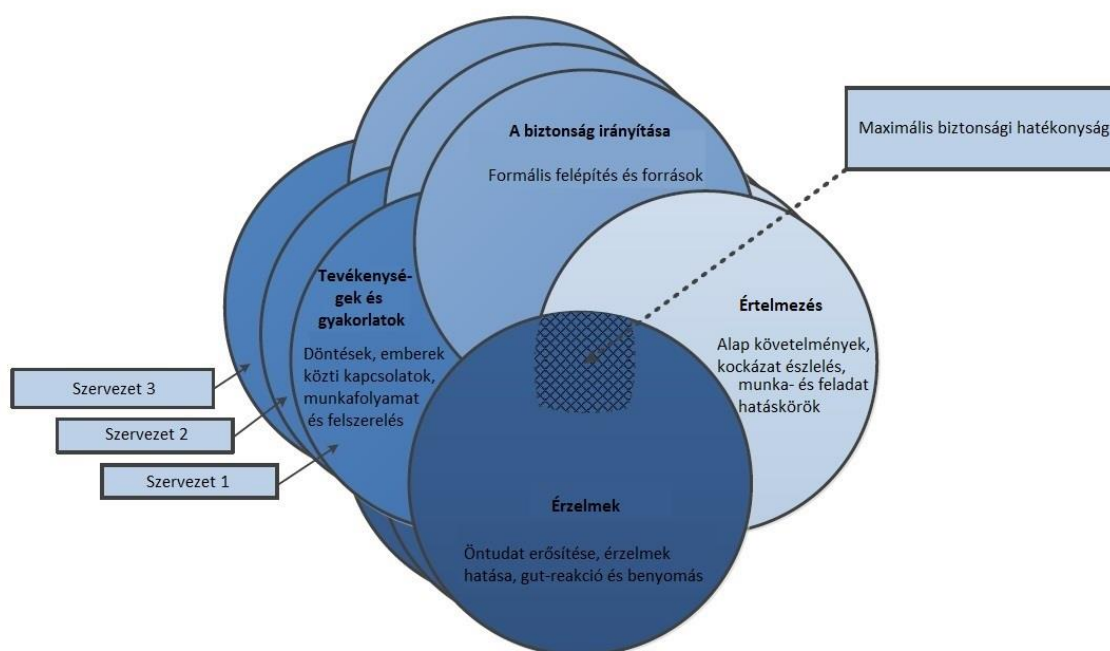 A biztonság irányítása
Formális felépítés és források
Maximális biztonsági hatékonyság
Tevékenysé-
gek és
gyakorlatok
Döntések, emberek
közti kapcsolatok,
munkafolyamat
és felszerelés
Értelmezés
Alap követelmények,
kockázat észlelés,
munka- és feladat
hatáskörök
Szervezet 3
Szervezet 2
Szervezet 1
Érzelmek
Öntudat erősítése, érzelmek
hatása, gut-reakció és benyomás